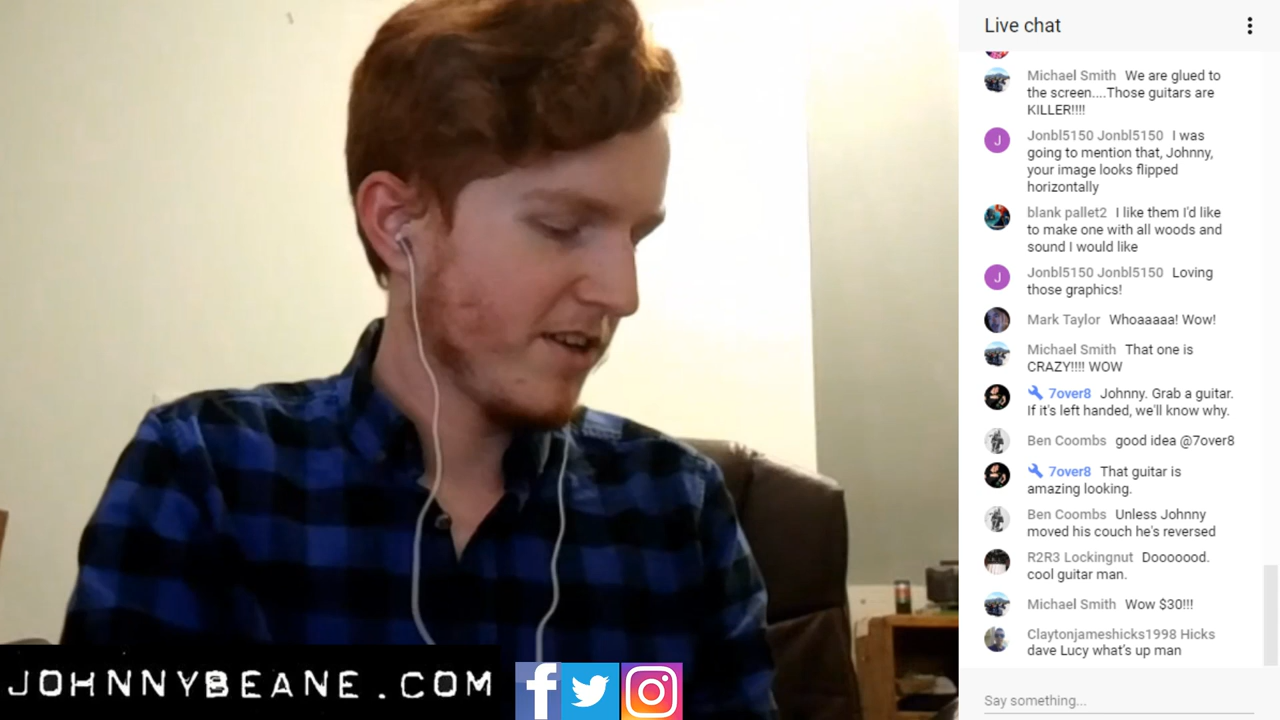 Live chat
Michael Smith We are glued to
the screen....Those guitars are
KILLER!!!!
J
Jonbl5150 Jonbl5150 I was
going to mention that, Johnny,
your image looks flipped
horizontally
blank pallet2 I like them I'd like
to make one with all woods and
sound I would like
J
Jonbl5150 Jonbl5150 Loving
those graphics!
Mark Taylor Whoaaaaa! Wow!
Michael Smith That one is
CRAZY!!!! WOW
7over8 Johnny. Grab a guitar.
If it's left handed, we'll know why.
Ben Coombs good idea @7over8
7over8 That guitar is
amazing looking.
Ben Coombs Unless Johnny
moved his couch he's reversed
R2R3 Lockingnut Dooooood.
cool guitar man.
Michael Smith Wow $30!!!
Claytonjameshicks1998 Hicks
dave Lucy what's up man
Say something...
JOHNNYBEANE.COM
f